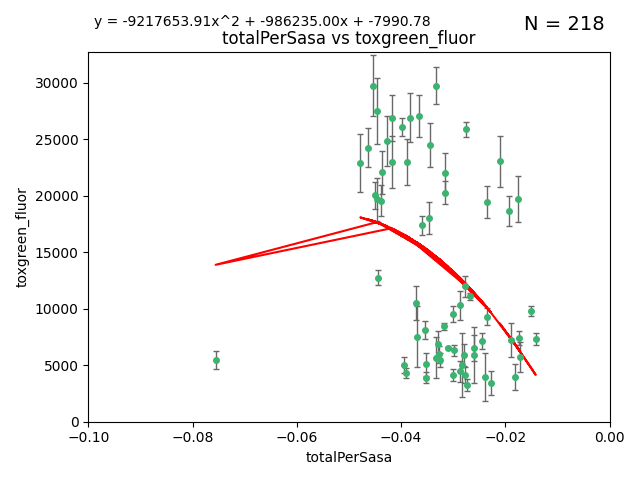 y = -9217653.91x^2 + -986235.00x + -7990.78
N = 218
totalPerSasa vs toxgreen_fluor
30000
25000
20000
15000
10000
5000
0
toxgreen_fluor
−0.10
−0.08
−0.06
−0.04
−0.02
0.00
totalPerSasa